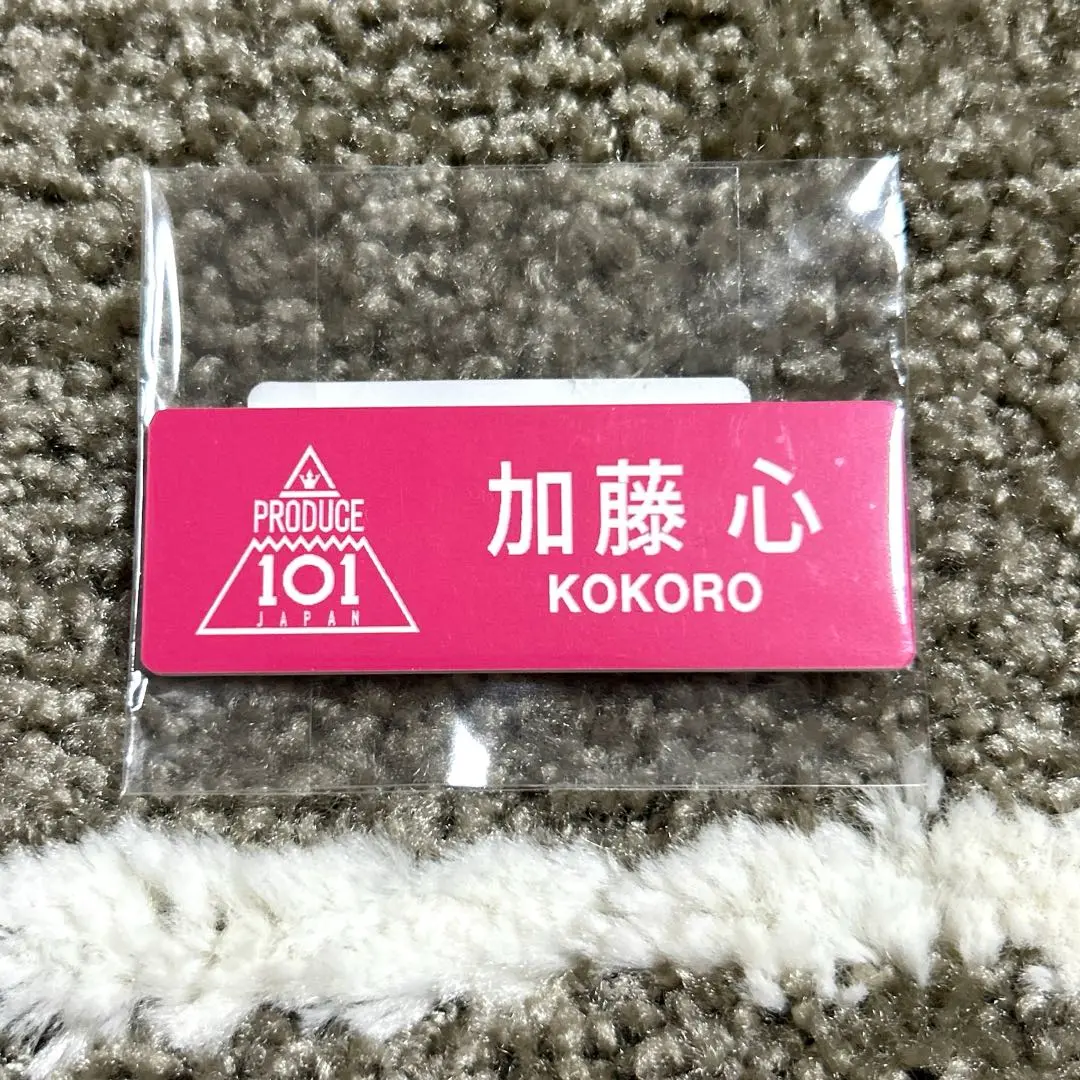 PRODUCE
101
JAPAN
加藤 心
KOKORO